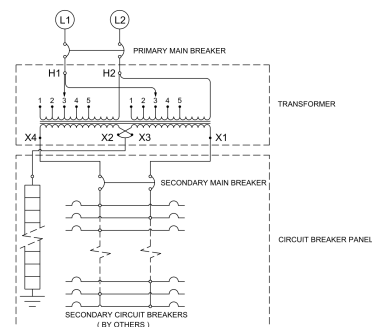 L1 L2
PRIMARY MAIN BREAKER
H1 H2
1 2 3 4 5 1 2 3 4 5
TRANSFORMER
X4 X2 X3 X1
SECONDARY MAIN BREAKER
CIRCUIT BREAKER PANEL
SECONDARY CIRCUIT BREAKERS
( BY OTHERS )